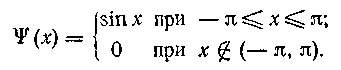 Ψ (x) = { sin x при — π ⩽ x ⩽ π;
0 при x ∉ (— π, π).